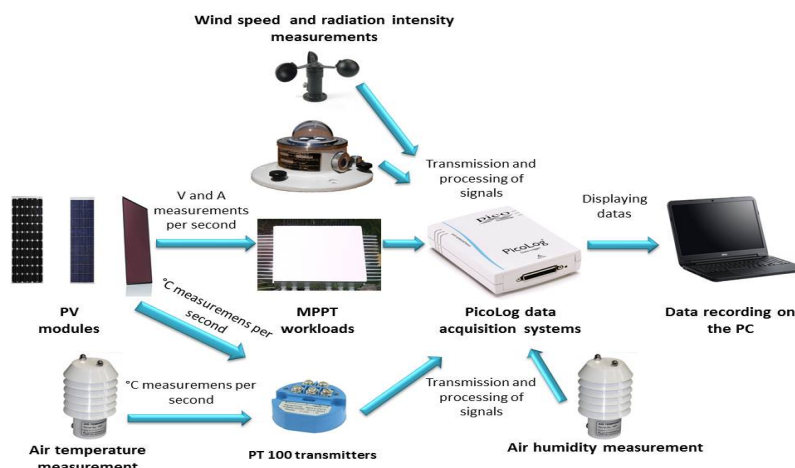 Wind speed and radiation intensity
measurements
Transmission and
processing of
signals
V and A
measurements
per second
Displaying
datas
pico
PicoLog
PV
modules
°C measuremens per
second
MPPT
workloads
PicoLog data
acquisition systems
Data recording on
the PC
°C measuremens per
second
Transmission and
processing of
signals
Air temperature
measurement
PT 100 transmitters
Air humidity measurement